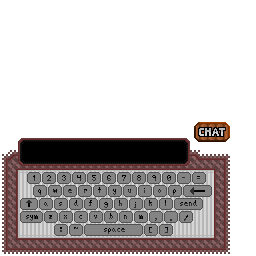 CHAT
1 2 3 4 5 6 7 8 9 0 - =
q w e r t y u i o p
a s d f g h j k l send
sym z x c v b n m , . /
: ~ space [ ]